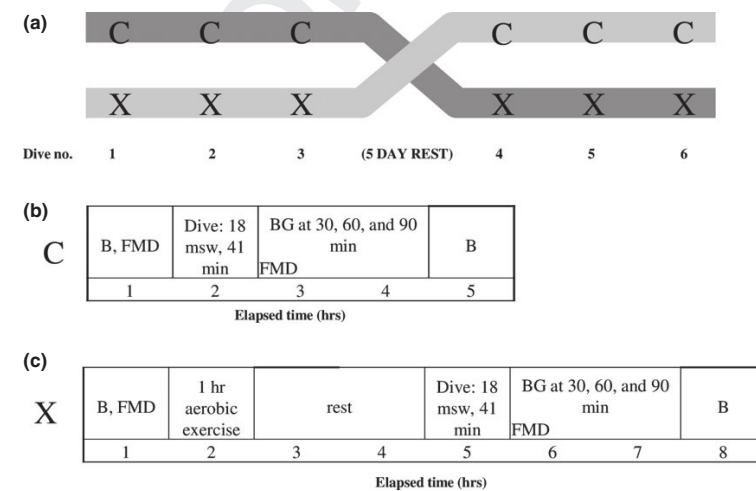 (a)
C C C C C C
X X X X X X
Dive no. 1 2 3 (5 DAY REST) 4 5 6
(b)
C
B, FMD
Dive: 18
msw, 41
min
BG at 30, 60, and 90
min
FMD
B
1 2 3 4 5
Elapsed time (hrs)
(c)
X
B, FMD
1 hr
aerobic
exercise
rest
Dive: 18
msw, 41
min
BG at 30, 60, and 90
min
FMD
B
1 2 3 4 5 6 7 8
Elapsed time (hrs)